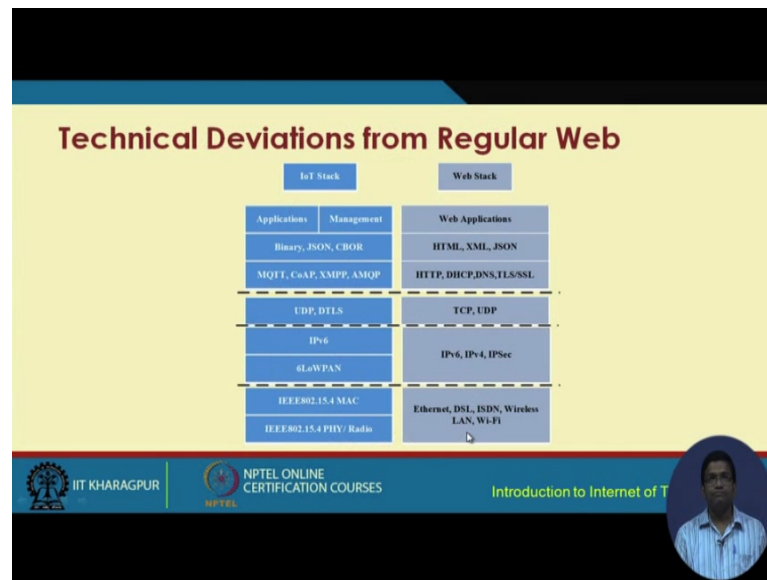 Technical Deviations from Regular Web
IoT Stack
Web Stack
Applications
Management
Web Applications
Binary, JSON, CBOR
HTML, XML, JSON
MQTT, CoAP, XMPP, AMQP
HTTP, DHCP,DNS,TLS/SSL
UDP, DTLS
TCP, UDP
IPv6
IPv6, IPv4, IPSec
6LoWPAN
IEEE802.15.4 MAC
Ethernet, DSL, ISDN, Wireless
LAN, Wi-Fi
IEEE802.15.4 PHY/ Radio
IIT KHARAGPUR
NPTEL
NPTEL ONLINE
CERTIFICATION COURSES
Introduction to Internet of T